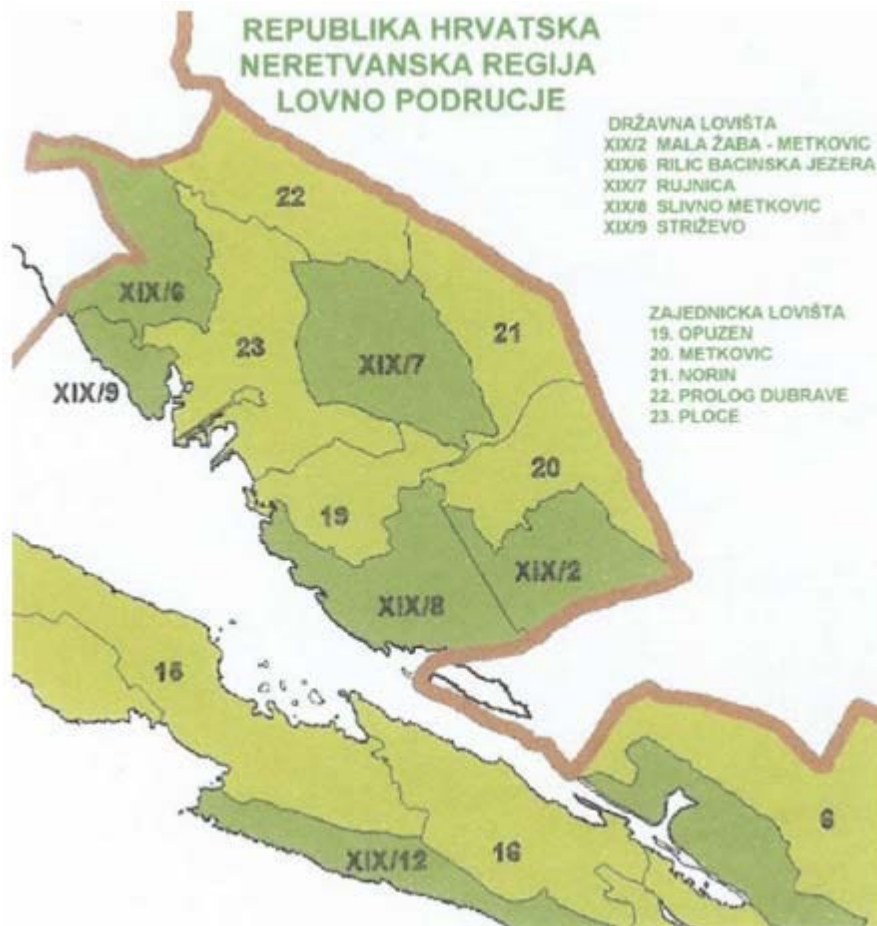 REPUBLIKA HRVATSKA
NERETVANSKA REGIJA
LOVNO PODRUCJE
DRŽAVNA LOVIŠTA
XIX/2 MALA ŽABA - METKOVIC
XIX/6 RILIC BACINSKA JEZERA
XIX/7 RUJNICA
XIX/8 SLIVNO METKOVIC
XIX/9 STRIŽEVO
ZAJEDNICKA LOVIŠTA
19. OPUZEN
20. METKOVIC
21. NORIN
22. PROLOG DUBRAVE
23. PLOCE
22
XIX/6
21
23
XIX/7
XIX/9
20
19
XIX/2
XIX/8
15
6
16
XIX/12